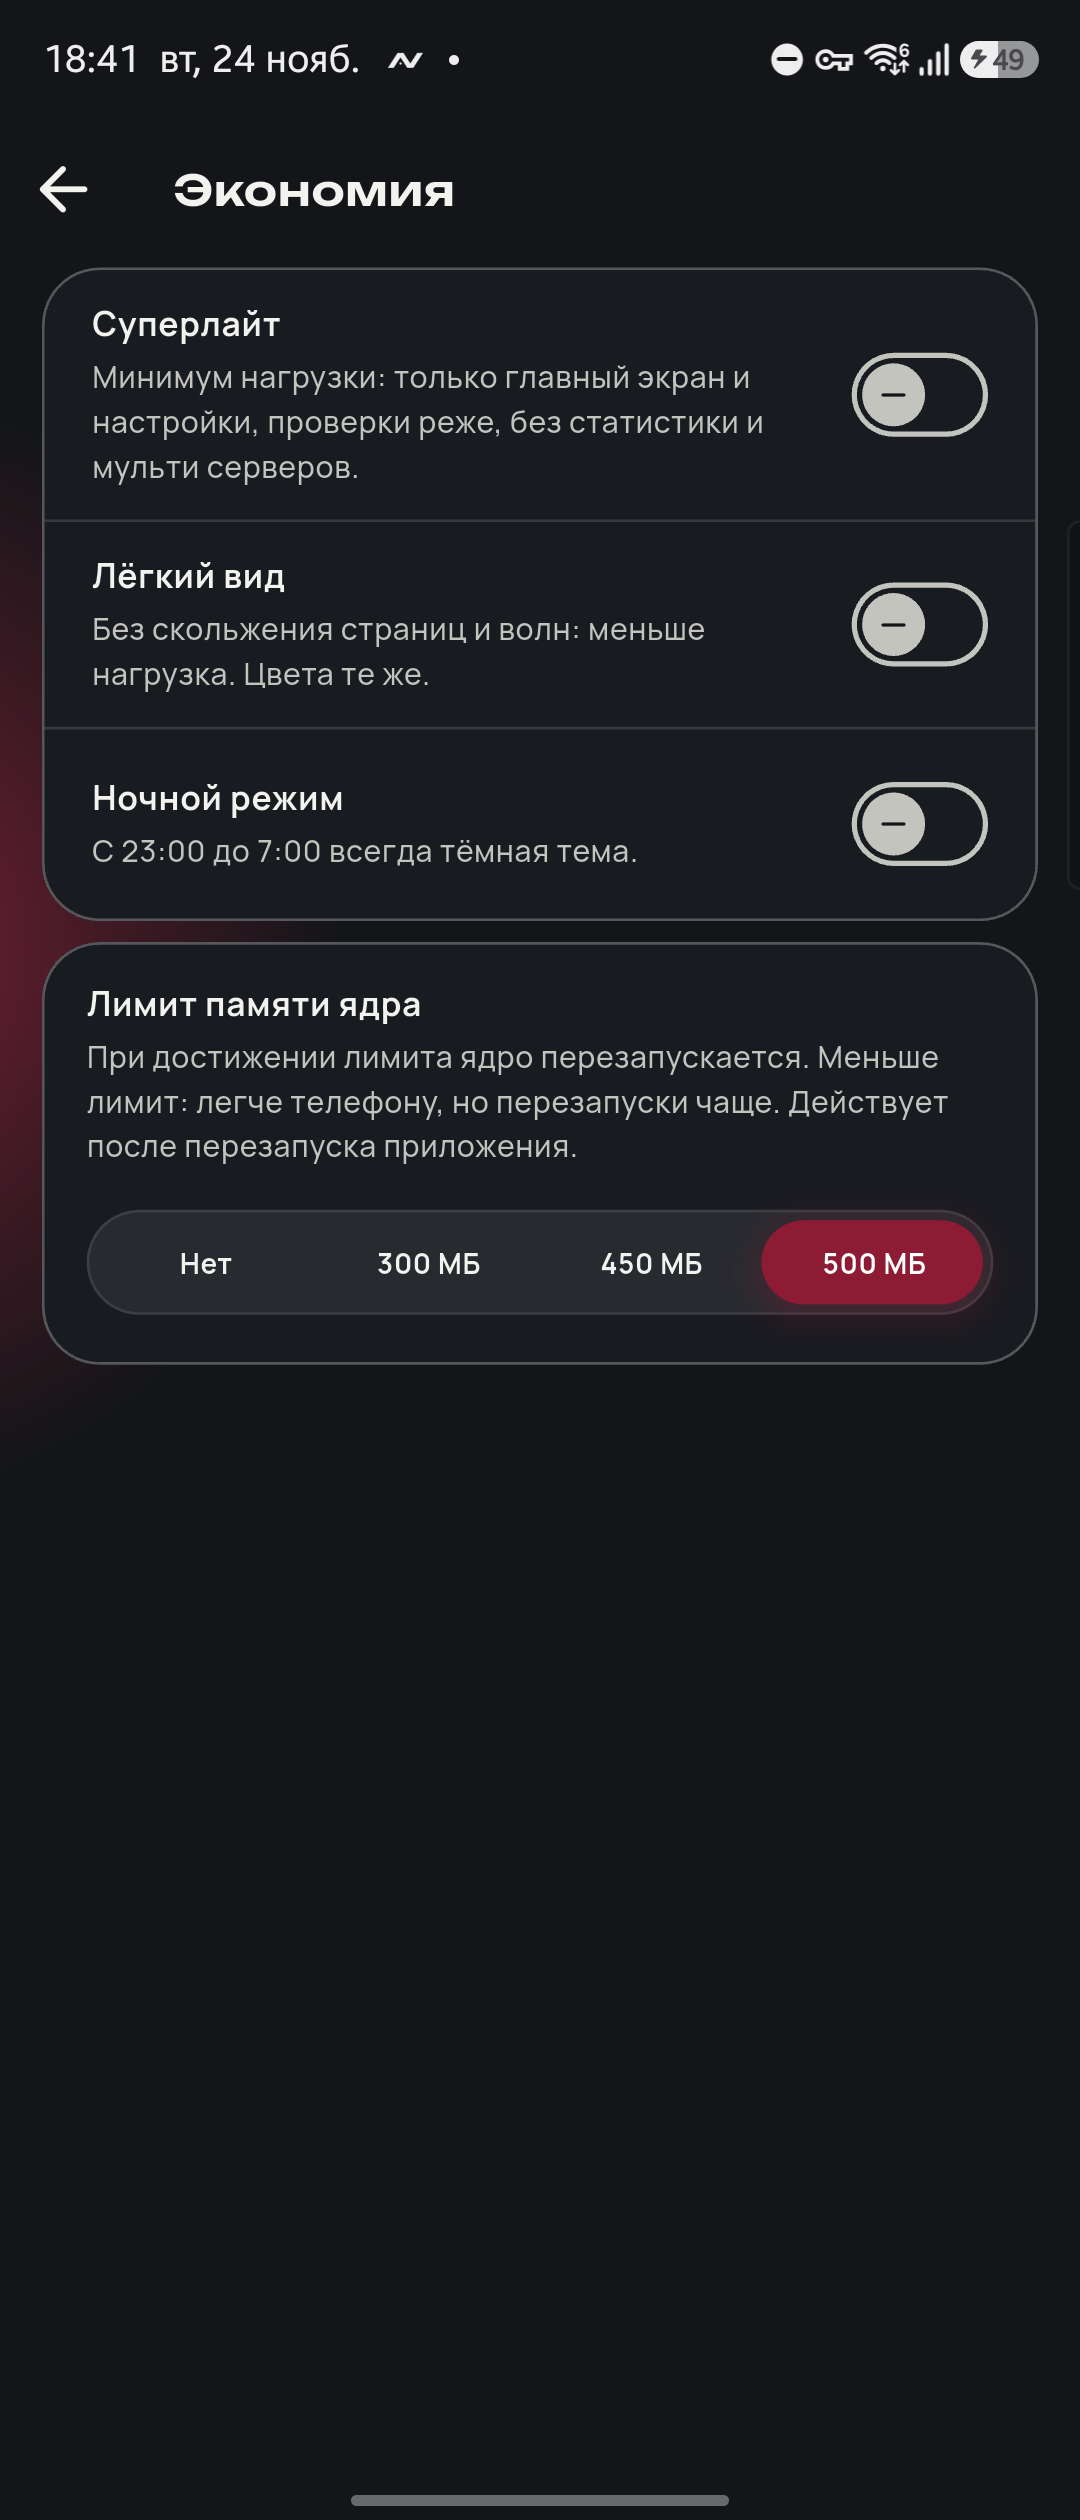 18:41 вт, 24 нояб.
6
49
Экономия
Суперлайт
Минимум нагрузки: только главный экран и
настройки, проверки реже, без статистики и
мульти серверов.
Лёгкий вид
Без скольжения страниц и волн: меньше
нагрузка. Цвета те же.
Ночной режим
С 23:00 до 7:00 всегда тёмная тема.
Лимит памяти ядра
При достижении лимита ядро перезапускается. Меньше
лимит: легче телефону, но перезапуски чаще. Действует
после перезапуска приложения.
Нет 300 МБ 450 МБ 500 МБ